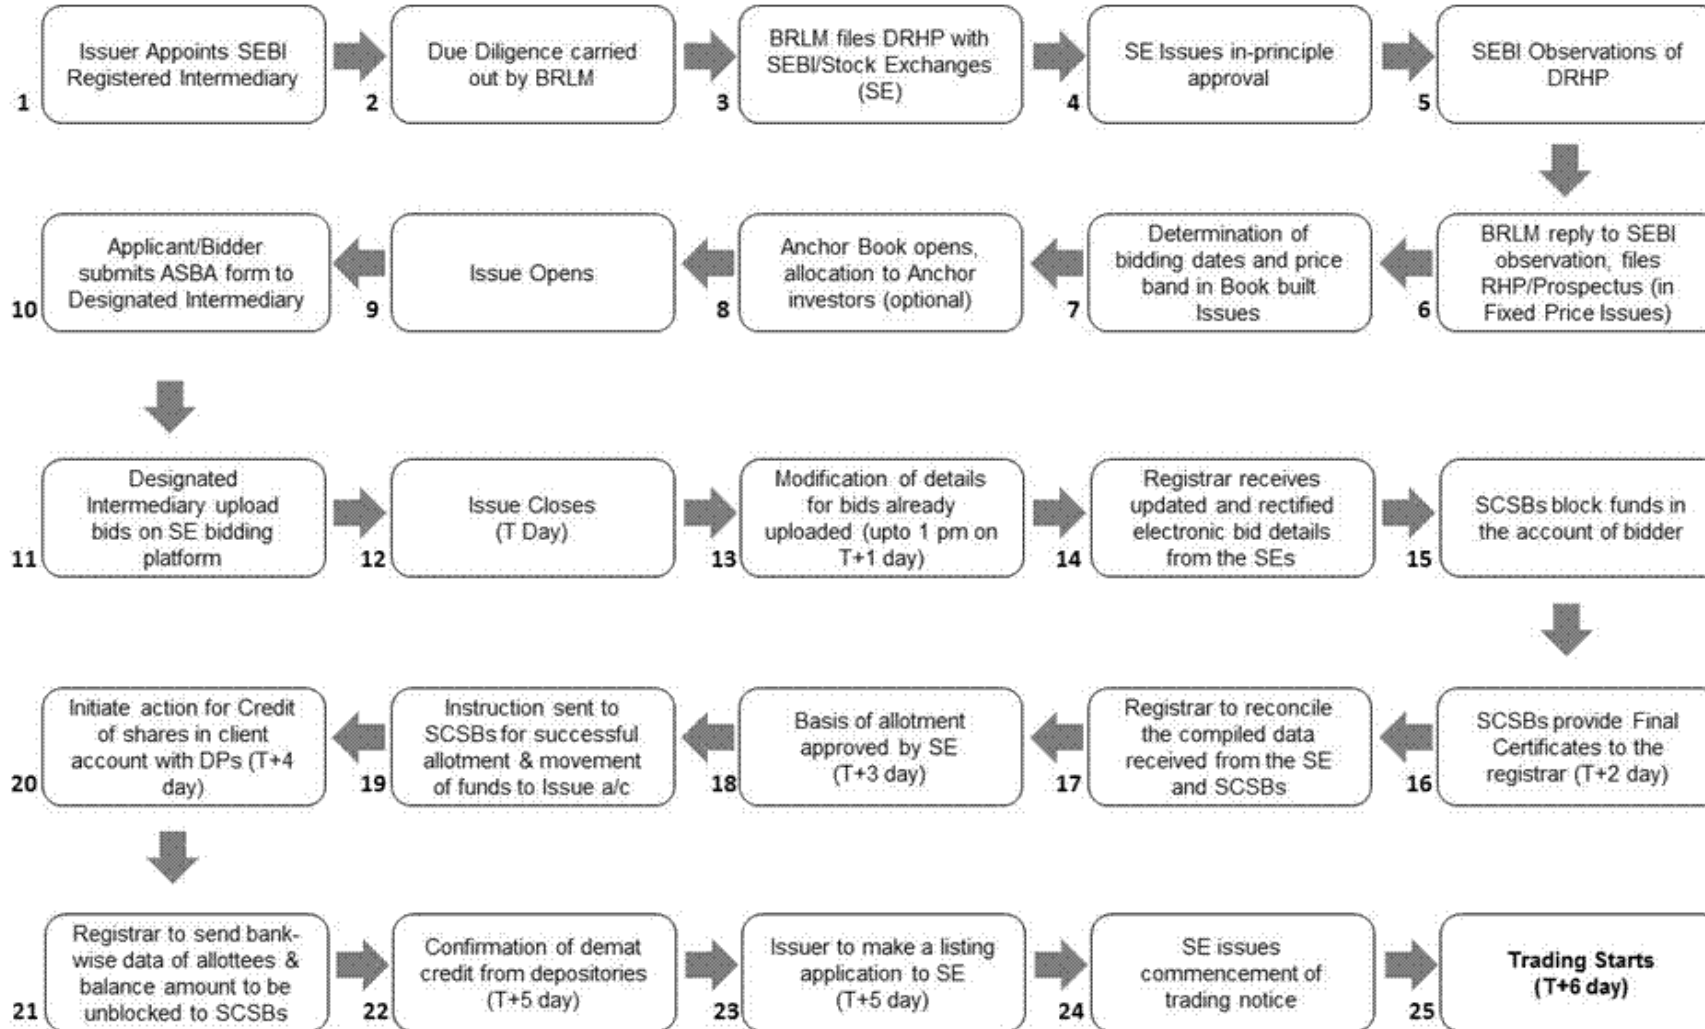 Issuer Appoints SEBI
Registered Intermediary
1
Due Diligence carried
out by BRLM
2
BRLM files DRHP with
SEBI/Stock Exchanges
(SE)
3
SE Issues in-principle
approval
4
SEBI Observations of
DRHP
5
BRLM reply to SEBI
observation, files
RHP/Prospectus (in
Fixed Price Issues)
6
Determination of
bidding dates and price
band in Book built
Issues
7
Anchor Book opens,
allocation to Anchor
investors (optional)
8
Issue Opens
9
Applicant/Bidder
submits ASBA form to
Designated Intermediary
10
Designated
Intermediary upload
bids on SE bidding
platform
11
Issue Closes
(T Day)
12
Modification of details
for bids already
uploaded (upto 1 pm on
T+1 day)
13
Registrar receives
updated and rectified
electronic bid details
from the SEs
14
SCSBs block funds in
the account of bidder
15
SCSBs provide Final
Certificates to the
registrar (T+2 day)
16
Registrar to reconcile
the compiled data
received from the SE
and SCSBs
17
Basis of allotment
approved by SE
(T+3 day)
18
Instruction sent to
SCSBs for successful
allotment & movement
of funds to Issue a/c
19
Initiate action for Credit
of shares in client
account with DPs (T+4
day)
20
Registrar to send bank-
wise data of allottees &
balance amount to be
unblocked to SCSBs
21
Confirmation of demat
credit from depositories
(T+5 day)
22
Issuer to make a listing
application to SE
(T+5 day)
23
SE issues
commencement of
trading notice
24
Trading Starts
(T+6 day)
25